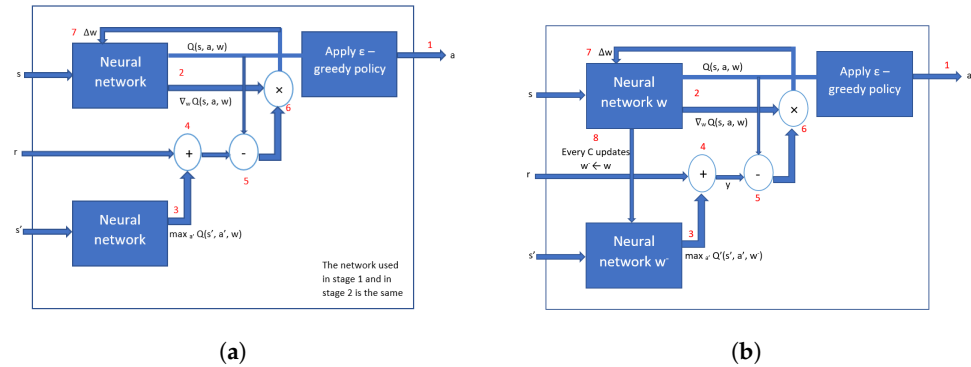 7 Δw
Q(s, a, w)
Neural
network
2
∇w Q(s, a, w)
Apply ε –
greedy policy
1
a
s
×
6
4
r
+
-
5
3
s'
Neural
network
max a' Q(s', a', w)
The network used
in stage 1 and in
stage 2 is the same
(a)
7 Δw
Q(s, a, w)
Neural
network w
2
∇w Q(s, a, w)
Apply ε –
greedy policy
1
a
s
×
6
8
Every C updates
w- ← w
4
r
+
y
-
5
3
s'
Neural
network w-
max a' Q'(s', a', w-)
(b)